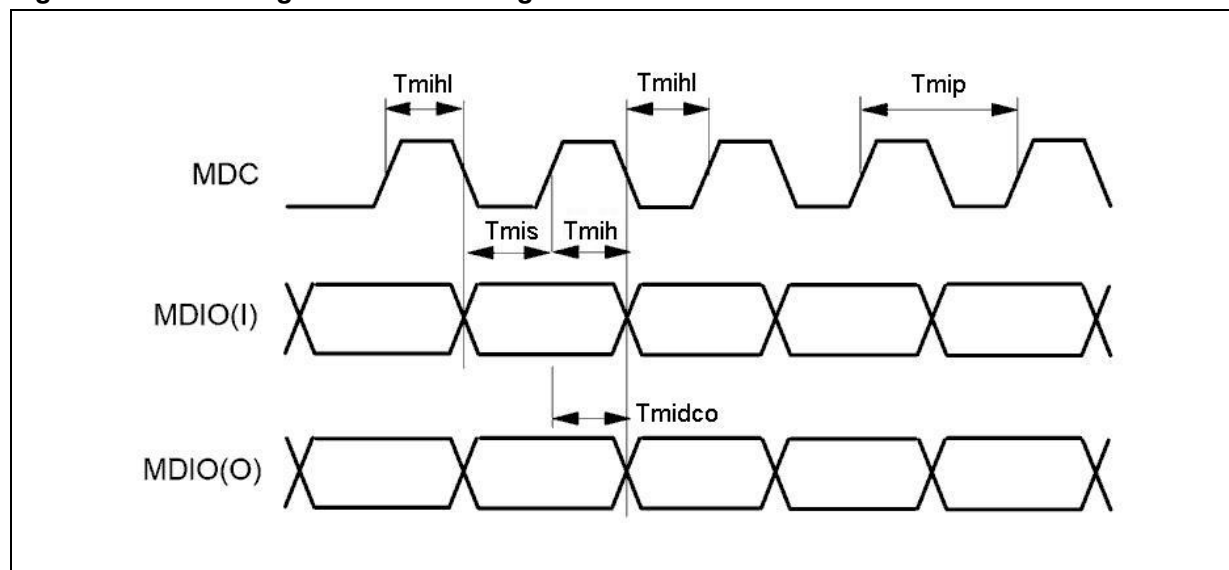 Tmihl Tmihl Tmip
MDC
Tmis Tmih
MDIO(I)
Tmidco
MDIO(O)